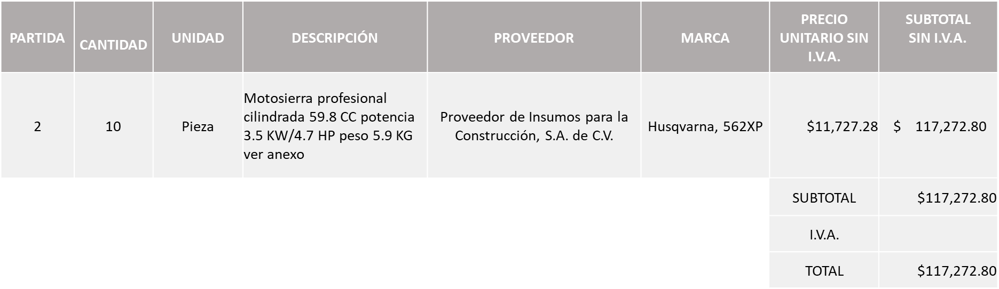 PARTIDA
CANTIDAD
UNIDAD
DESCRIPCIÓN
PROVEEDOR
MARCA
PRECIO
UNITARIO SIN
I.V.A.
SUBTOTAL
SIN I.V.A.
2
10
Pieza
Motosierra profesional
cilindrada 59.8 CC potencia
3.5 KW/4.7 HP peso 5.9 KG
ver anexo
Proveedor de Insumos para la
Construcción, S.A. de C.V.
Husqvarna, 562XP
$11,727.28
$ 117,272.80
SUBTOTAL
$117,272.80
I.V.A.
TOTAL
$117,272.80